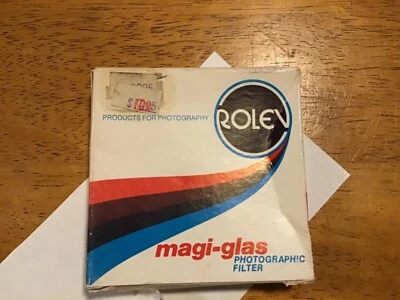 PRODUCTS FOR PHOTOGRAPHY
ROLEV
magi-glas
PHOTOGRAPHIC
FILTER